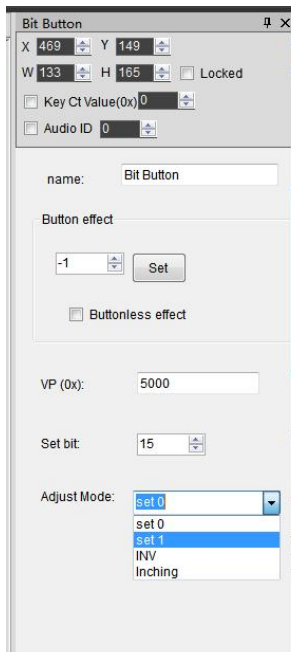 Bit Button
X 469 Y 149
W 133 H 165 Locked
Key Ct Value(0x) 0
Audio ID 0
name: Bit Button
Button effect
-1 Set
Buttonless effect
VP (0x): 5000
Set bit: 15
Adjust Mode: set 0
set 0
set 1
INV
Inching